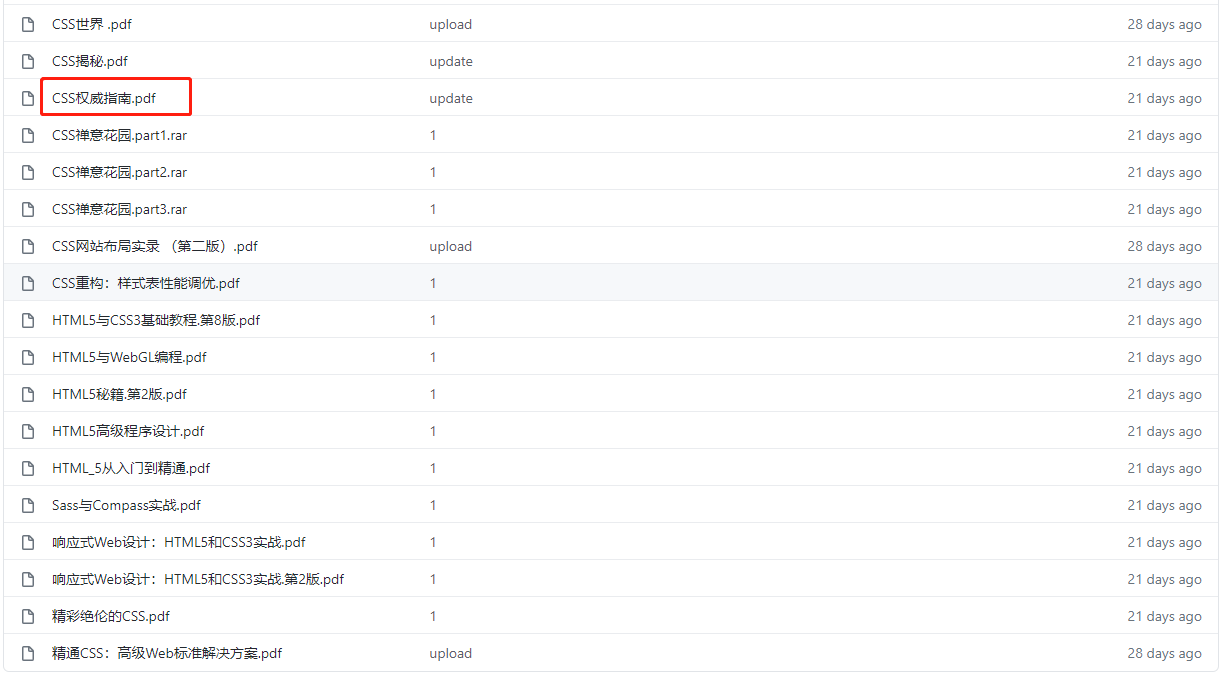 CSS世界 .pdf upload 28 days ago
CSS揭秘.pdf update 21 days ago
CSS权威指南.pdf update 21 days ago
CSS禅意花园.part1.rar 1 21 days ago
CSS禅意花园.part2.rar 1 21 days ago
CSS禅意花园.part3.rar 1 21 days ago
CSS网站布局实录 （第二版）.pdf upload 28 days ago
CSS重构：样式表性能调优.pdf 1 21 days ago
HTML5与CSS3基础教程.第8版.pdf 1 21 days ago
HTML5与WebGL编程.pdf 1 21 days ago
HTML5秘籍.第2版.pdf 1 21 days ago
HTML5高级程序设计.pdf 1 21 days ago
HTML_5从入门到精通.pdf 1 21 days ago
Sass与Compass实战.pdf 1 21 days ago
响应式Web设计：HTML5和CSS3实战.pdf 1 21 days ago
响应式Web设计：HTML5和CSS3实战.第2版.pdf 1 21 days ago
精彩绝伦的CSS.pdf 1 21 days ago
精通CSS：高级Web标准解决方案.pdf upload 28 days ago